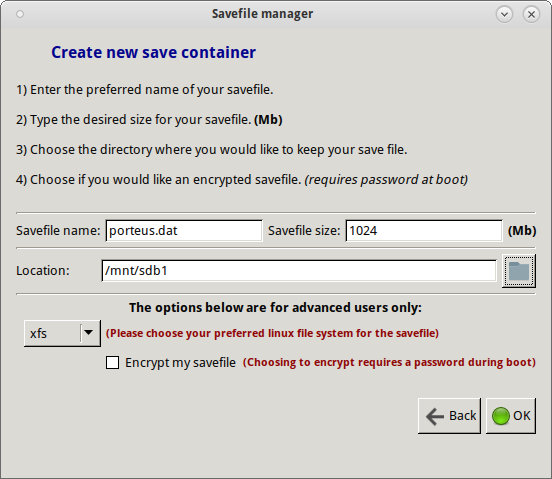 Savefile manager
Create new save container
1) Enter the preferred name of your savefile.
2) Type the desired size for your savefile. (Mb)
3) Choose the directory where you would like to keep your save file.
4) Choose if you would like an encrypted savefile. (requires password at boot)
Savefile name: porteus.dat Savefile size: 1024 (Mb)
Location: /mnt/sdb1
The options below are for advanced users only:
xfs (Please choose your preferred linux file system for the savefile)
Encrypt my savefile (Choosing to encrypt requires a password during boot)
Back OK